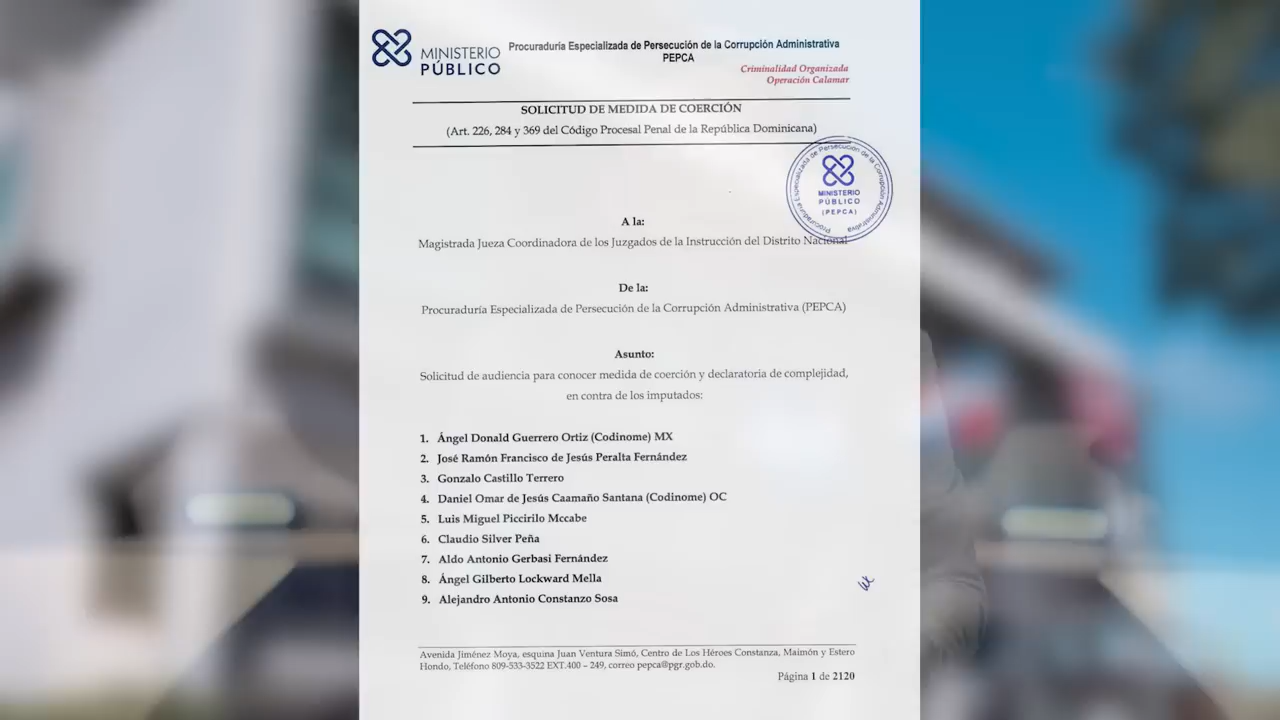 MINISTERIO
PÚBLICO
Procuraduría Especializada de Persecución de la Corrupción Administrativa
PEPCA
Criminalidad Organizada
Operación Calamar
SOLICITUD DE MEDIDA DE COERCIÓN
(Art. 226, 284 y 369 del Código Procesal Penal de la República Dominicana)
Procuraduría Especializada de Persecución de la Corrupción Administrativa
MINISTERIO
PÚBLICO
(PEPCA)
A la:
Magistrada Jueza Coordinadora de los Juzgados de la Instrucción del Distrito Nacional
De la:
Procuraduría Especializada de Persecución de la Corrupción Administrativa (PEPCA)
Asunto:
Solicitud de audiencia para conocer medida de coerción y declaratoria de complejidad,
en contra de los imputados:
1. Ángel Donald Guerrero Ortiz (Codinome) MX
2. José Ramón Francisco de Jesús Peralta Fernández
3. Gonzalo Castillo Terrero
4. Daniel Omar de Jesús Caamaño Santana (Codinome) OC
5. Luis Miguel Piccirilo Mccabe
6. Claudio Silver Peña
7. Aldo Antonio Gerbasi Fernández
8. Ángel Gilberto Lockward Mella
9. Alejandro Antonio Constanzo Sosa
Avenida Jiménez Moya, esquina Juan Ventura Simó, Centro de Los Héroes Constanza, Maimón y Estero
Hondo, Teléfono 809-533-3522 EXT.400 – 249, correo pepca@pgr.gob.do.
Página 1 de 2120